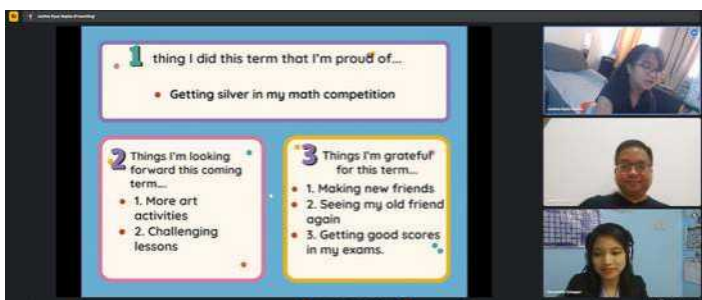 1 thing I did this term that I'm proud of...
• Getting silver in my math competition
2 Things I'm looking
forward this coming
term...
• 1. More art
activities
• 2. Challenging
lessons
3 Things I'm grateful
for this term...
• 1. Making new friends
• 2. Seeing my old friend
again
• 3. Getting good scores
in my exams.